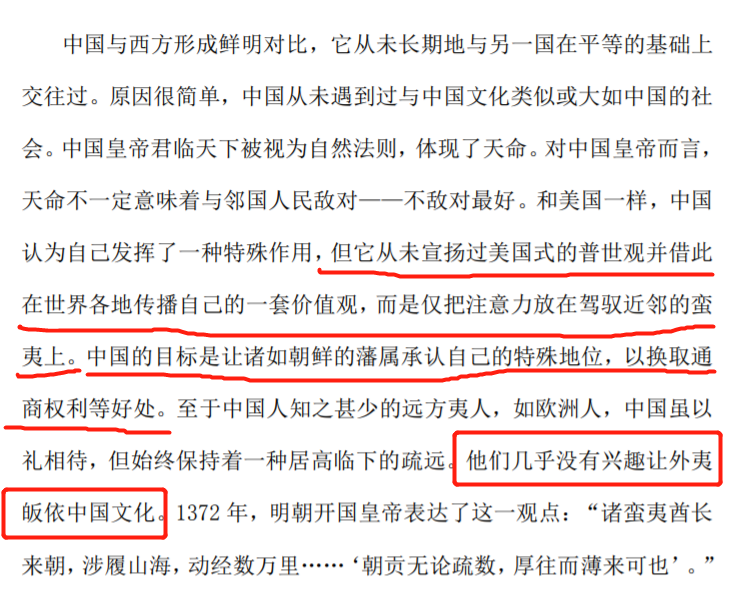 中国与西方形成鲜明对比，它从未长期地与另一国在平等的基础上
交往过。原因很简单，中国从未遇到过与中国文化类似或大如中国的社
会。中国皇帝君临天下被视为自然法则，体现了天命。对中国皇帝而言，
天命不一定意味着与邻国人民敌对——不敌对最好。和美国一样，中国
认为自己发挥了一种特殊作用，但它从未宣扬过美国式的普世观并借此
在世界各地传播自己的一套价值观，而是仅把注意力放在驾驭近邻的蛮
夷上。中国的目标是让诸如朝鲜的藩属承认自己的特殊地位，以换取通
商权利等好处。至于中国人知之甚少的远方夷人，如欧洲人，中国虽以
礼相待，但始终保持着一种居高临下的疏远。他们几乎没有兴趣让外夷
皈依中国文化。1372 年，明朝开国皇帝表达了这一观点：“诸蛮夷酋长
来朝，涉履山海，动经数万里……‘朝贡无论疏数，厚往而薄来可也’。”